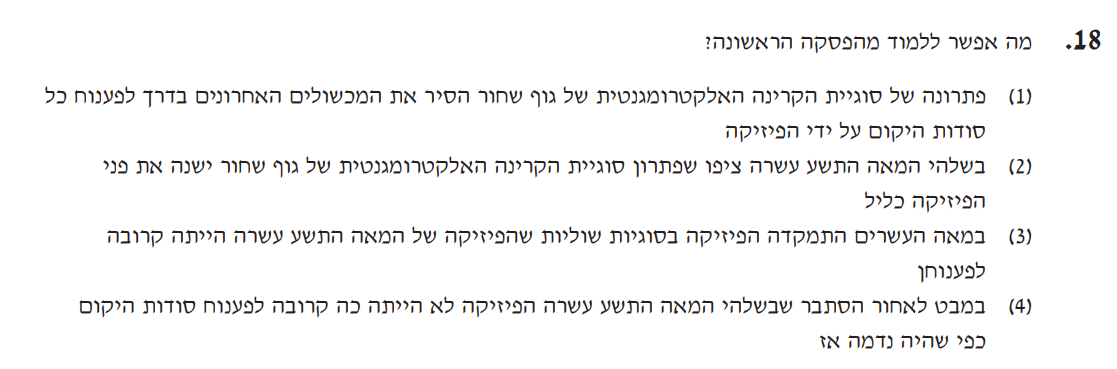 18. מה אפשר ללמוד מהפסקה הראשונה?
(1) פתרונה של סוגיית הקרינה האלקטרומגנטית של גוף שחור הסיר את המכשולים האחרונים בדרך לפענוח כל
סודות היקום על ידי הפיזיקה
(2) בשלהי המאה התשע עשרה ציפו שפתרון סוגיית הקרינה האלקטרומגנטית של גוף שחור ישנה את פני
הפיזיקה כליל
(3) במאה העשרים התמקדה הפיזיקה בסוגיות שוליות שהפיזיקה של המאה התשע עשרה הייתה קרובה
לפענוחן
(4) במבט לאחור הסתבר שבשלהי המאה התשע עשרה הפיזיקה לא הייתה כה קרובה לפענוח סודות היקום
כפי שהיה נדמה אז